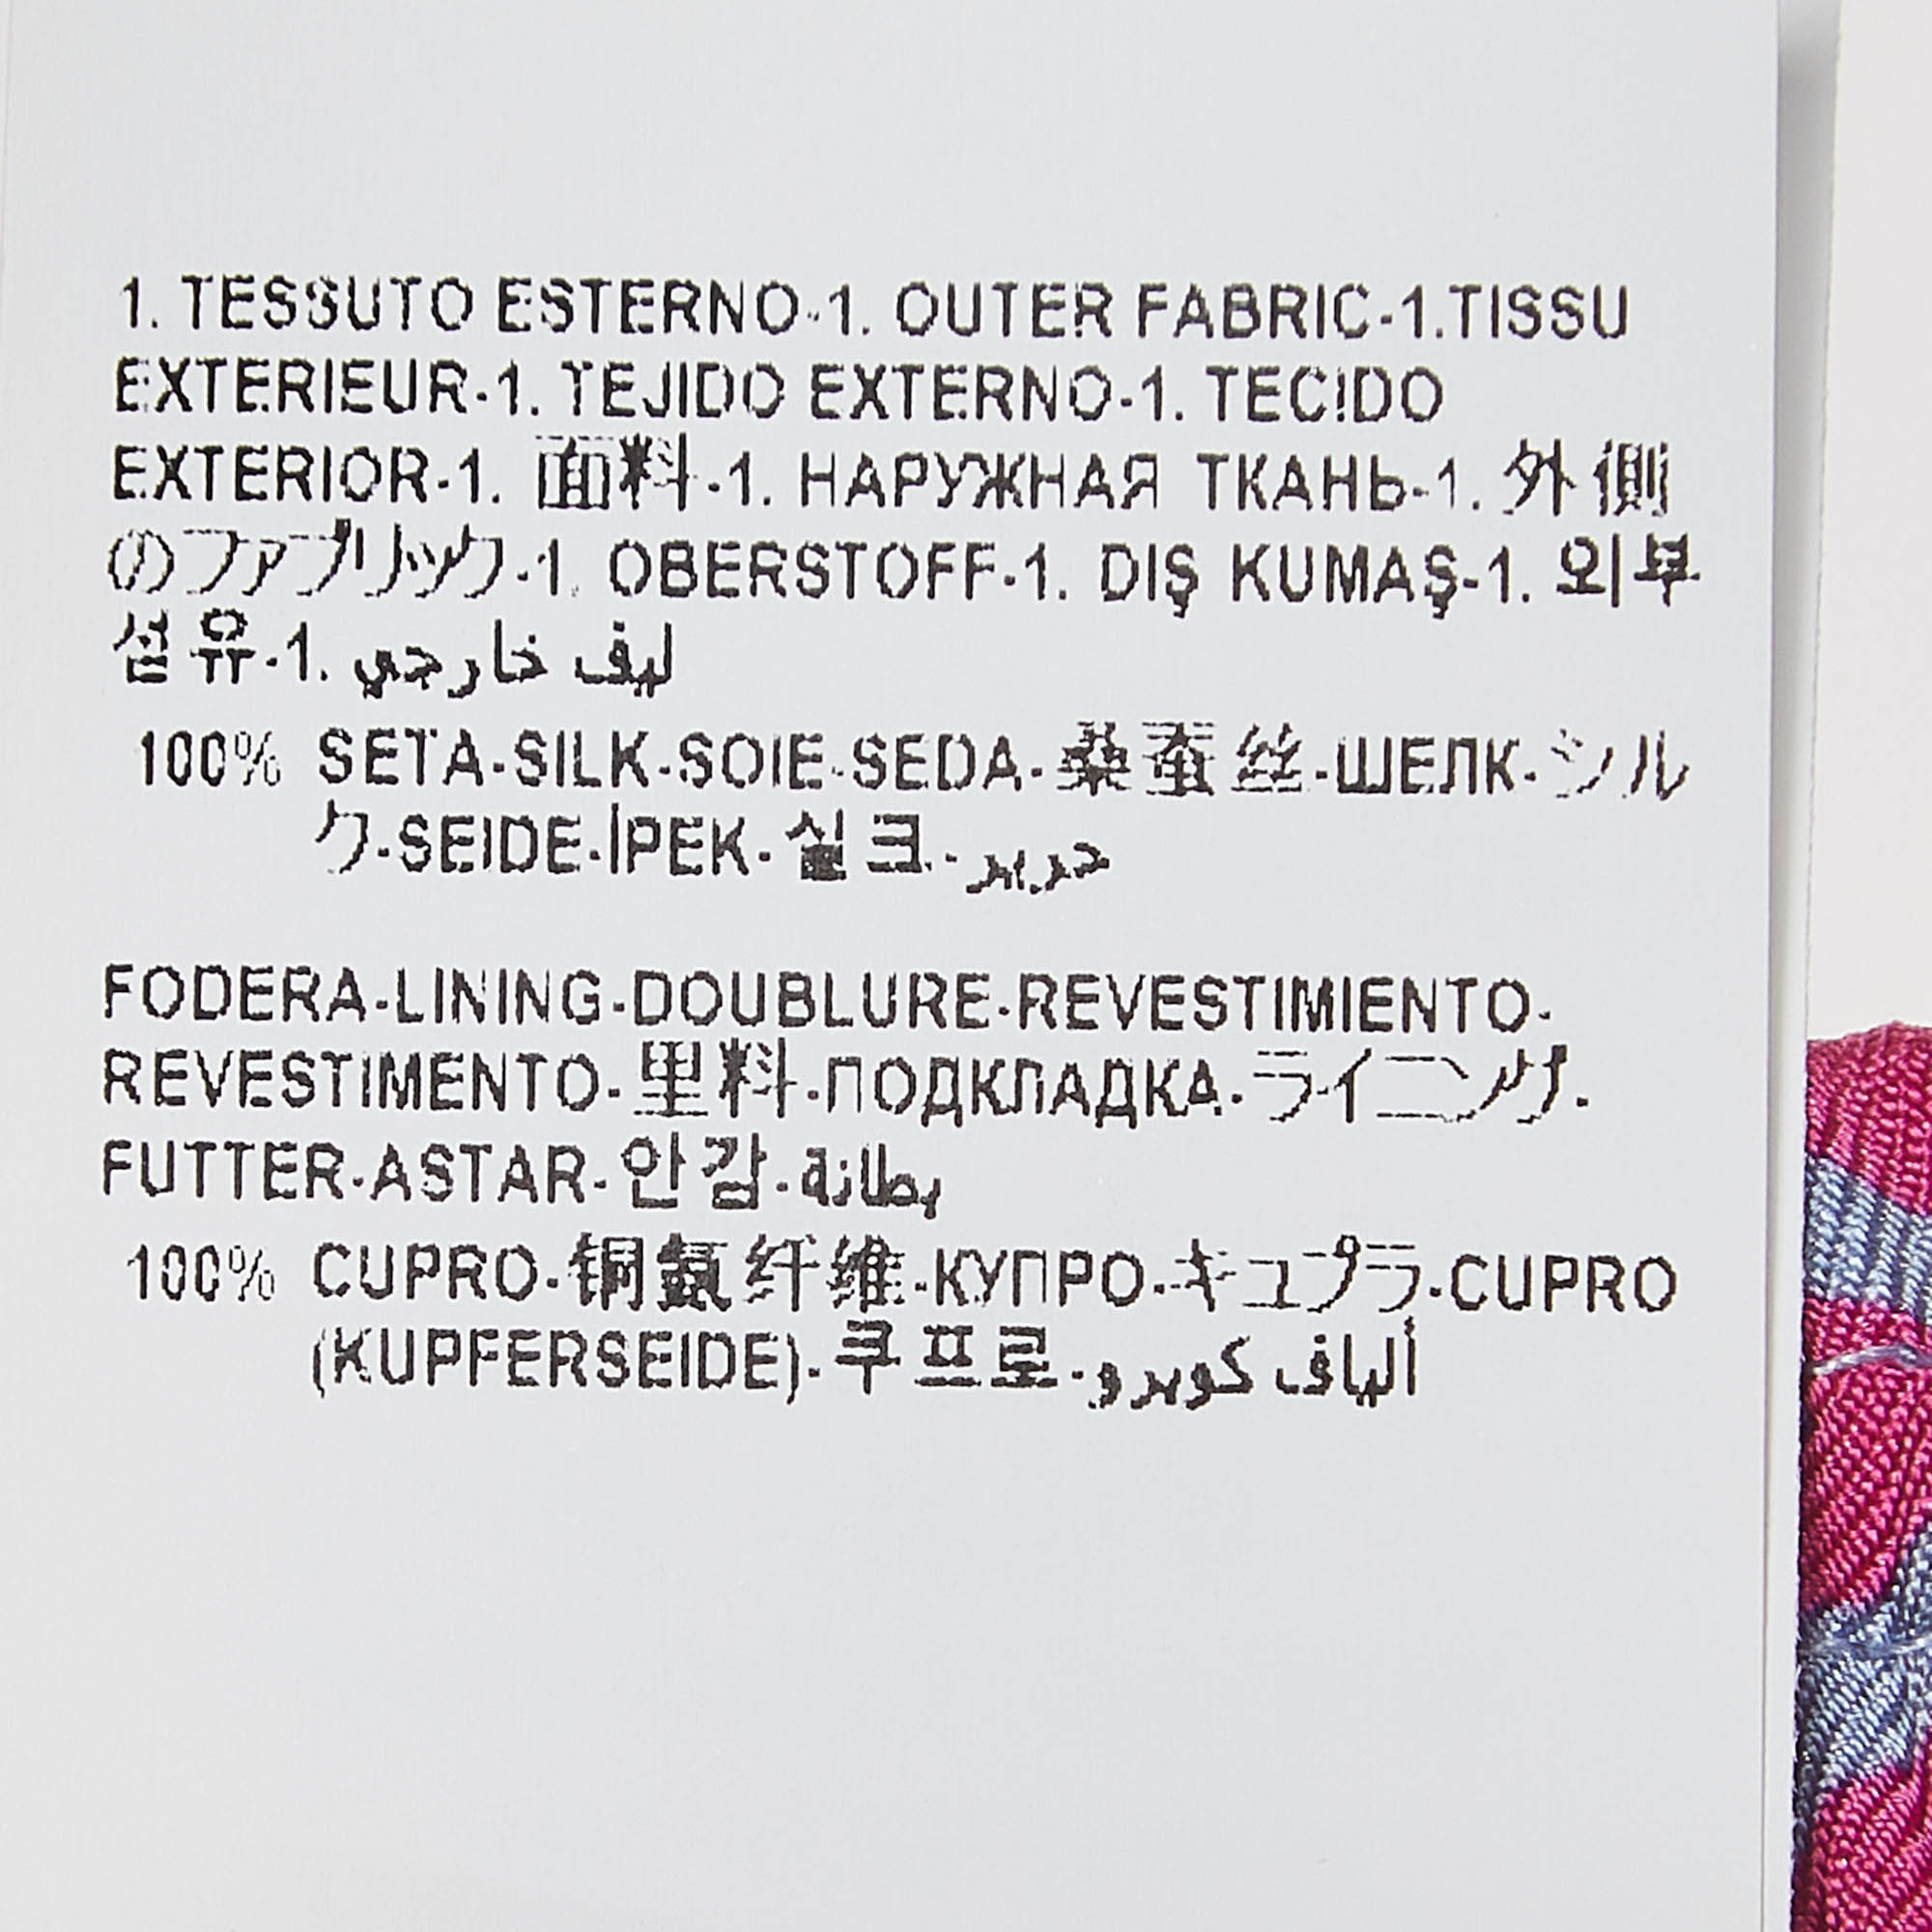 1. TESSUTO ESTERNO-1. OUTER FABRIC-1.TISSU
EXTERIEUR-1. TEJIDO EXTERNO-1. TECIDO
EXTERIOR-1. 面料-1. НАРУЖНАЯ ТКАНЬ-1. 外側
のファブリック-1. OBERSTOFF-1. DIŞ KUMAŞ-1. 외부
섬유-1. ليف خارجي
100% SETA-SILK-SOIE-SEDA-桑蚕丝-ШЕЛК-シル
ク-SEIDE-İPEK-실크-حرير
FODERA-LINING-DOUBLURE-REVESTIMIENTO-
REVESTIMENTO-里料-ПОДКЛАДКА-ライニング-
FUTTER-ASTAR-안감-بطانة
100% CUPRO-铜氨纤维-КУПРО-キュプラ-CUPRO
(KUPFERSEIDE)-쿠프로-ألياف كوبرو